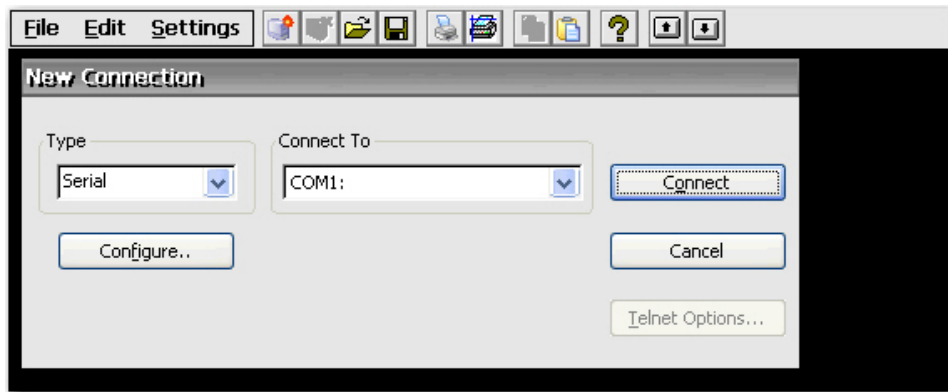 File Edit Settings
New Connection
Type
Connect To
Serial
COM1:
Connect
Configure..
Cancel
Telnet Options...